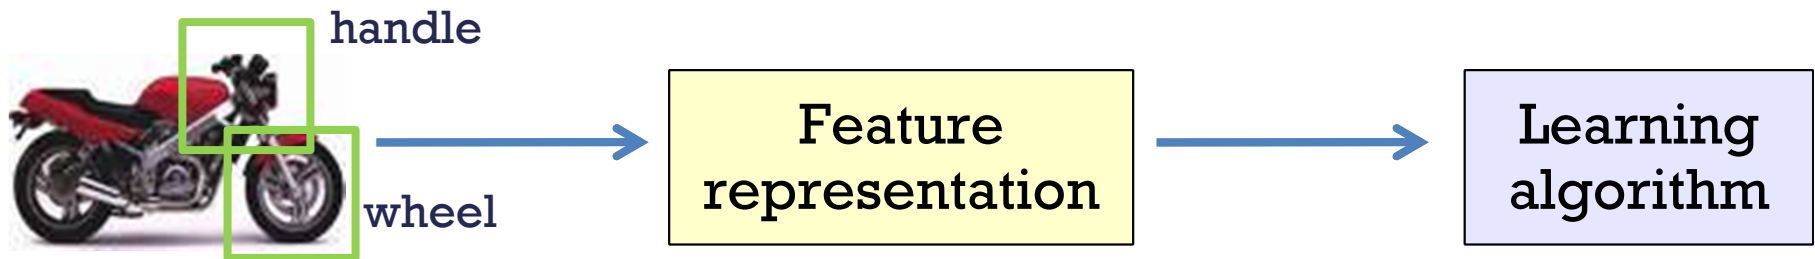 handle
wheel
Feature
representation
Learning
algorithm